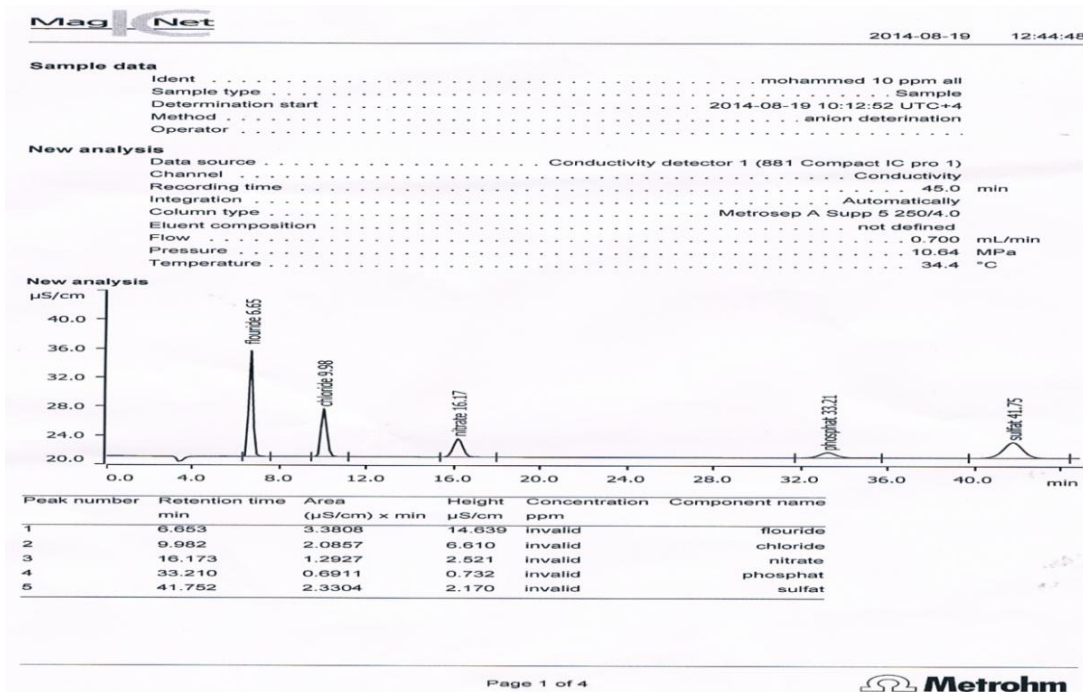 Mag IC Net
2014-08-19 12:44:48
Sample data
Ident . . . . . . . . . . mohammed 10 ppm all
Sample type . . . . . . . . . . Sample
Determination start . . . . . . . . . . 2014-08-19 10:12:52 UTC+4
Method . . . . . . . . . . anion deterination
Operator . . . . . . . . . .
New analysis
Data source . . . . . . . . . . Conductivity detector 1 (881 Compact IC pro 1)
Channel . . . . . . . . . . Conductivity
Recording time . . . . . . . . . . 45.0 min
Integration . . . . . . . . . . Automatically
Column type . . . . . . . . . . Metrosep A Supp 5 250/4.0
Eluent composition . . . . . . . . . . not defined
Flow . . . . . . . . . . 0.700 mL/min
Pressure . . . . . . . . . . 10.64 MPa
Temperature . . . . . . . . . . 34.4 °C
New analysis
µS/cm
40.0
36.0
32.0
28.0
24.0
20.0
flouride 6.65
chloride 9.98
nitrate 16.17
phosphat 33.21
sulfat 41.75
0.0 4.0 8.0 12.0 16.0 20.0 24.0 28.0 32.0 36.0 40.0 min
Peak number Retention time Area Height Concentration Component name
min (µS/cm) x min µS/cm ppm
1 6.653 3.3808 14.639 invalid flouride
2 9.982 2.0857 6.610 invalid chloride
3 16.173 1.2927 2.521 invalid nitrate
4 33.210 0.6911 0.732 invalid phosphat
5 41.752 2.3304 2.170 invalid sulfat
Page 1 of 4
Metrohm